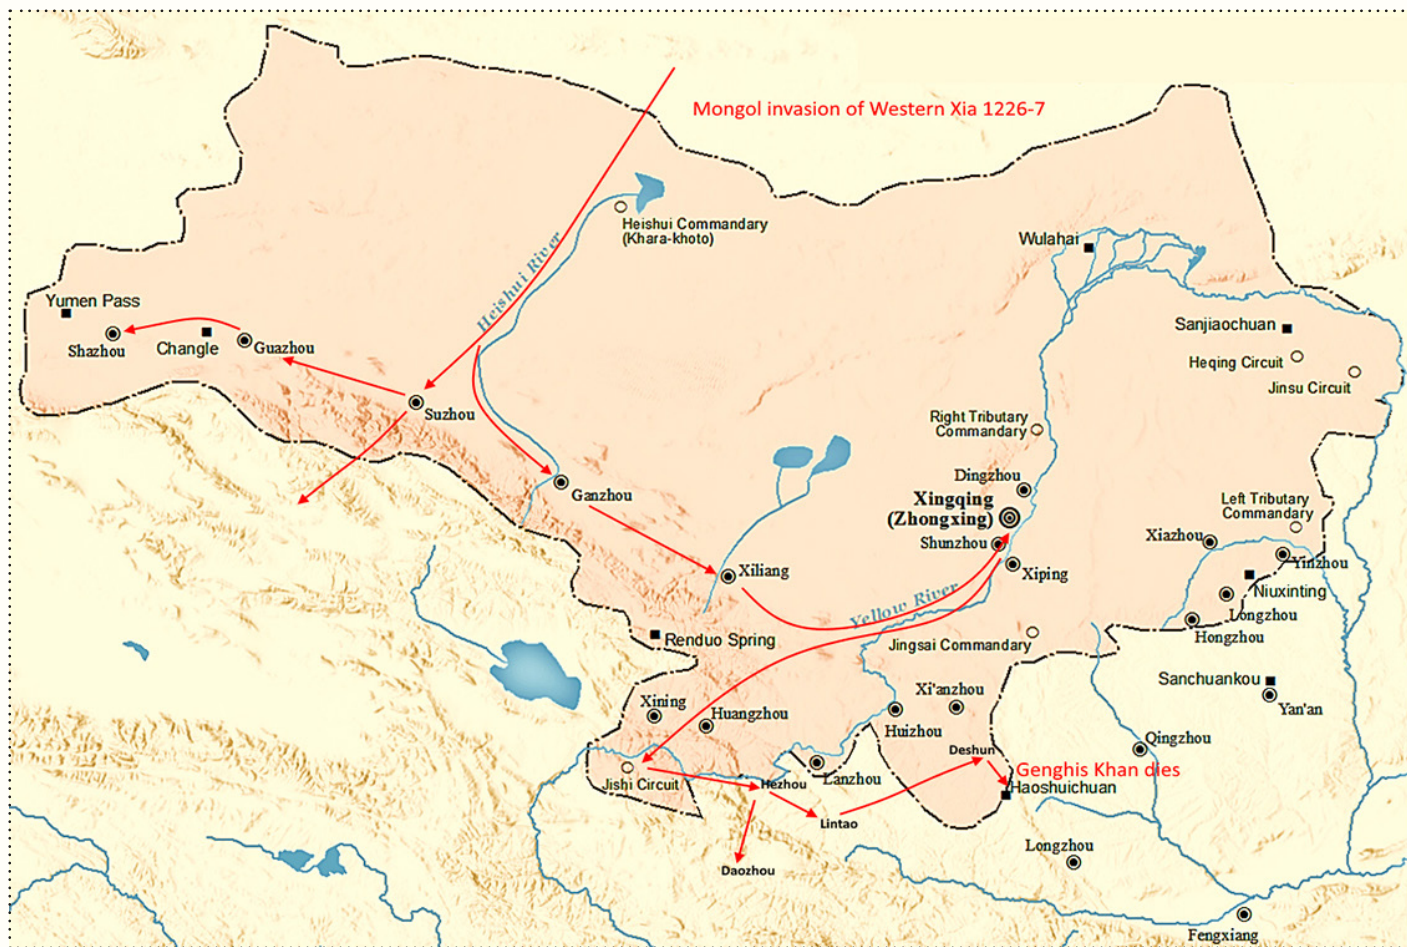 Mongol invasion of Western Xia 1226-7
Heishui Commandary
(Khara-khoto)
Heishui River
Wulahai
Yumen Pass
Shazhou
Changle
Guazhou
Suzhou
Sanjiaochuan
Heqing Circuit
Jinsu Circuit
Right Tributary
Commandary
Ganzhou
Dingzhou
Xingqing
(Zhongxing)
Shunzhou
Xiping
Left Tributary
Commandary
Xiazhou
Yinzhou
Niuxinting
Longzhou
Hongzhou
Xiliang
Yellow River
Renduo Spring
Jingsai Commandary
Sanchuankou
Yan'an
Xining
Huangzhou
Xi'anzhou
Huizhou
Qingzhou
Deshun
Genghis Khan dies
Haoshuichuan
Jishi Circuit
Hezhou
Lanzhou
Lintao
Daozhou
Longzhou
Fengxiang